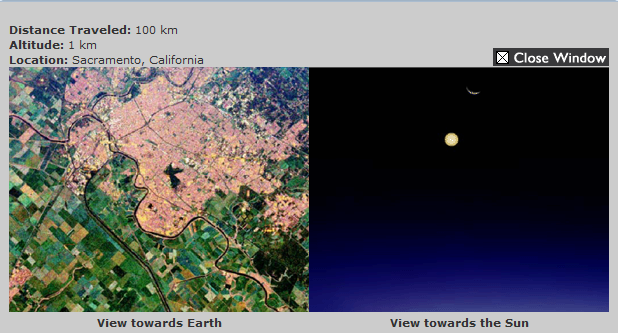 Distance Traveled: 100 km
Altitude: 1 km
Location: Sacramento, California
Close Window
View towards Earth
View towards the Sun